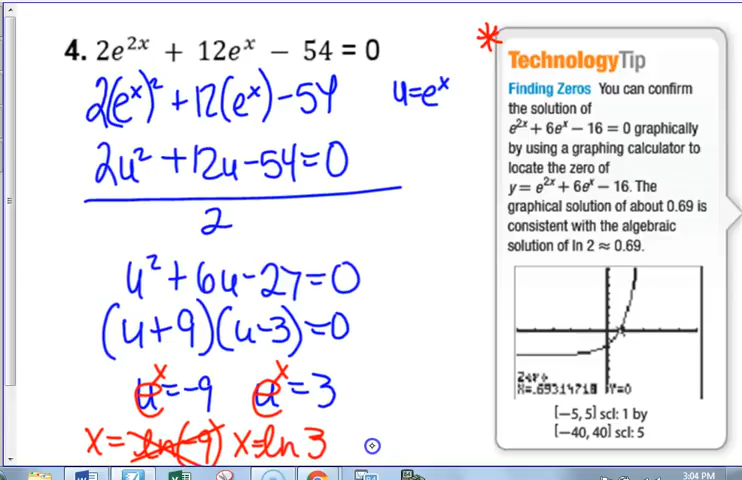 4. 2e^{2x} + 12e^x − 54 = 0
2(e^x)² + 12(e^x) - 54 u = e^x
2u² + 12u - 54 = 0
2
u² + 6u - 27 = 0
(u + 9)(u - 3) = 0
e^x = -9 e^x = 3
x = ln(-9) x = ln 3
*
TechnologyTip
Finding Zeros You can confirm
the solution of
e^{2x} + 6e^x − 16 = 0 graphically
by using a graphing calculator to
locate the zero of
y = e^{2x} + 6e^x − 16. The
graphical solution of about 0.69 is
consistent with the algebraic
solution of ln 2 ≈ 0.69.
Zero
X=.69314718 Y=0
[−5, 5] scl: 1 by
[−40, 40] scl: 5
3:04 PM